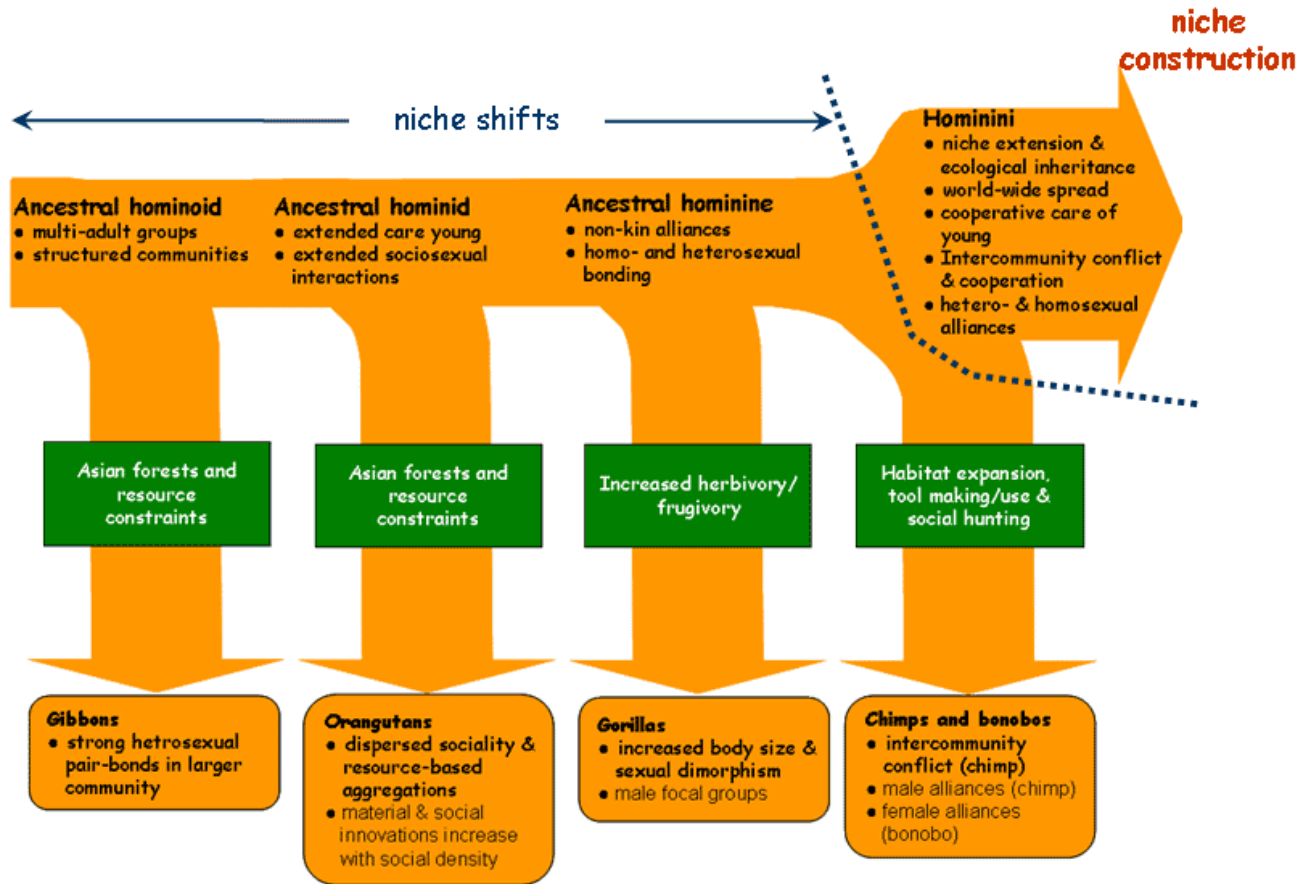 niche
construction
niche shifts
Hominini
● niche extension &
ecological inheritance
● world-wide spread
● cooperative care of
young
● Intercommunity conflict
& cooperation
● hetero- & homosexual
alliances
Ancestral hominoid
● multi-adult groups
● structured communities
Ancestral hominid
● extended care young
● extended sociosexual
interactions
Ancestral hominine
● non-kin alliances
● homo- and heterosexual
bonding
Asian forests and
resource
constraints
Asian forests and
resource
constraints
Increased herbivory/
frugivory
Habitat expansion,
tool making/use &
social hunting
Gibbons
● strong hetrosexual
pair-bonds in larger
community
Orangutans
● dispersed sociality &
resource-based
aggregations
● material & social
innovations increase
with social density
Gorillas
● increased body size &
sexual dimorphism
● male focal groups
Chimps and bonobos
● intercommunity
conflict (chimp)
● male alliances (chimp)
● female alliances
(bonobo)